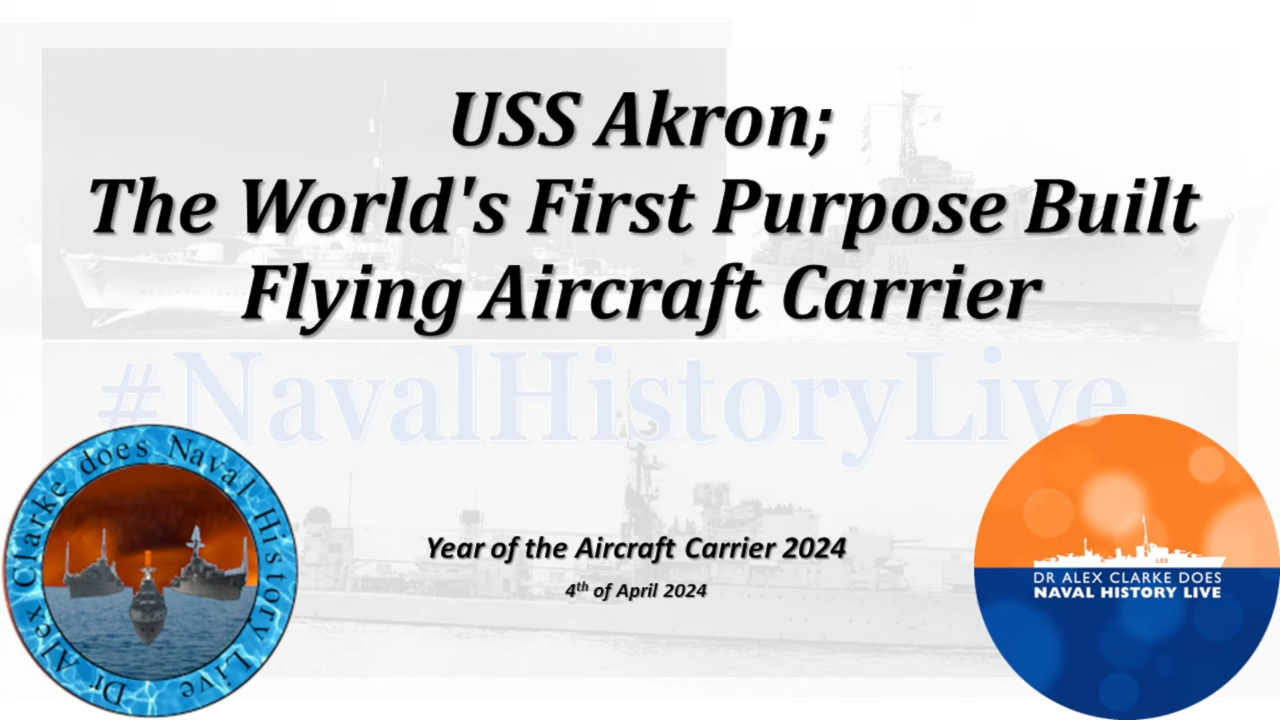 USS Akron;
The World's First Purpose Built
Flying Aircraft Carrier
#NavalHistoryLive
Dr Alex Clarke does Naval History Live
Year of the Aircraft Carrier 2024
4th of April 2024
L03
DR ALEX CLARKE DOES
NAVAL HISTORY LIVE